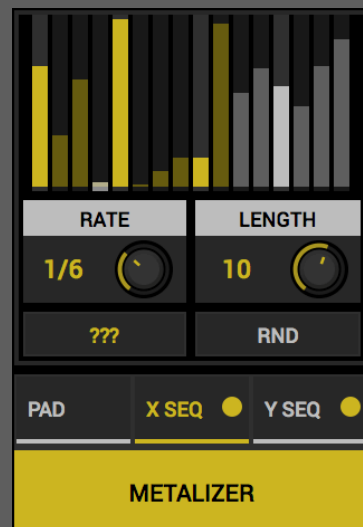 RATE LENGTH
1/6 10
??? RND
PAD X SEQ Y SEQ
METALIZER